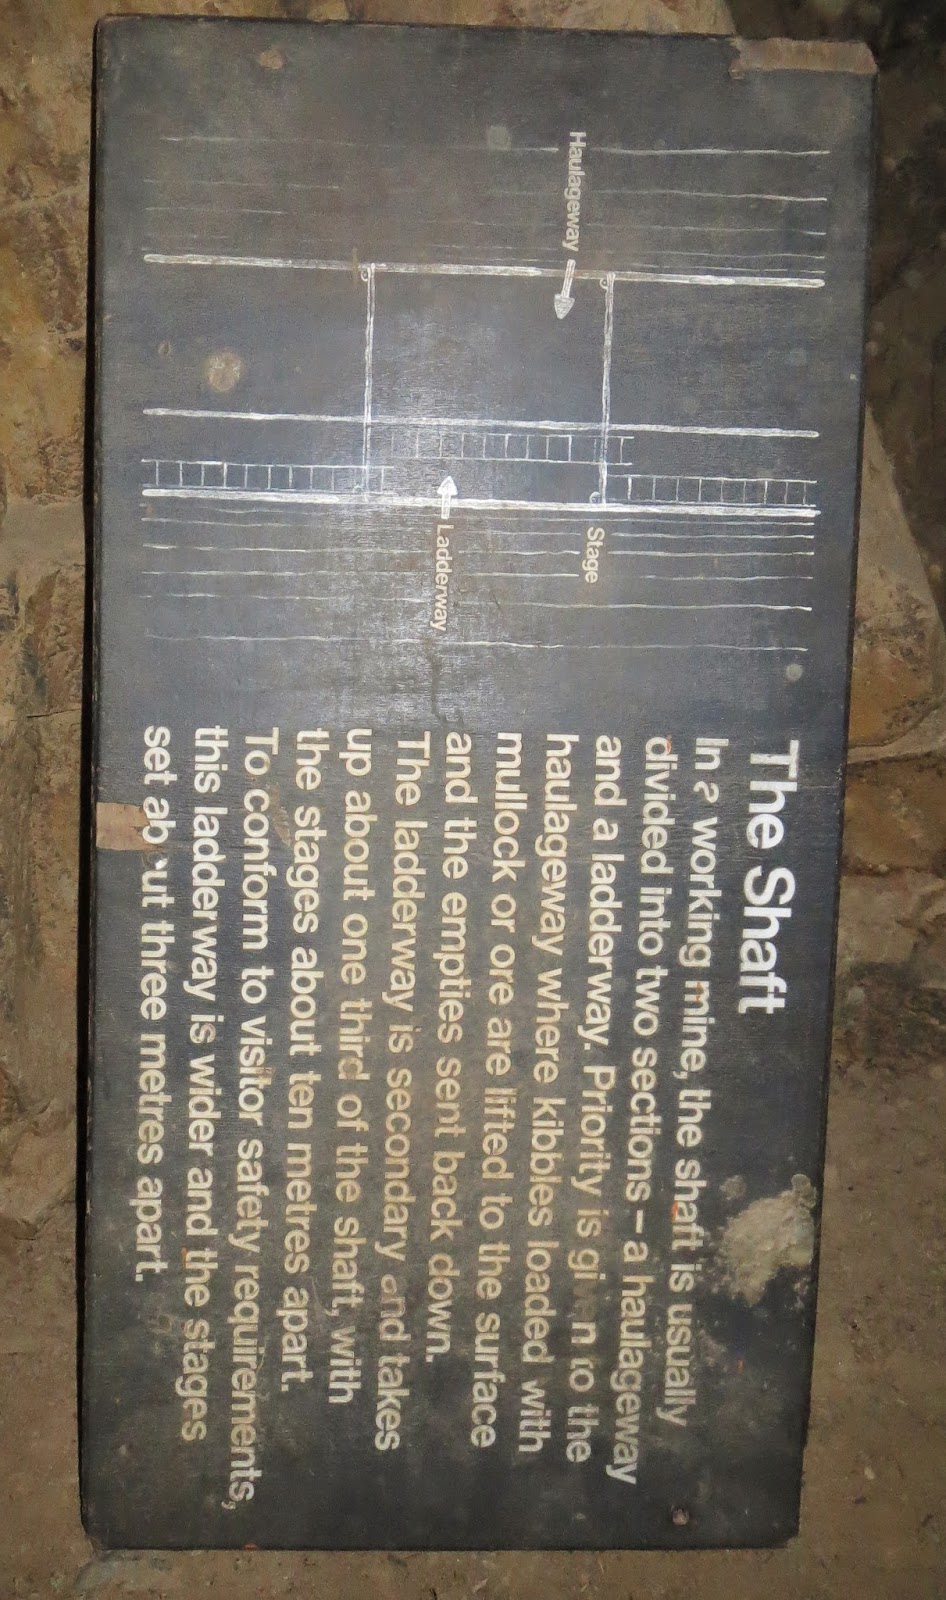 Haulageway
Stage
Ladderway
The Shaft
In a working mine, the shaft is usually
divided into two sections – a haulageway
and a ladderway. Priority is given to the
haulageway where kibbles loaded with
mullock or ore are lifted to the surface
and the empties sent back down.
The ladderway is secondary and takes
up about one third of the shaft, with
the stages about ten metres apart.
To conform to visitor safety requirements,
this ladderway is wider and the stages
set about three metres apart.